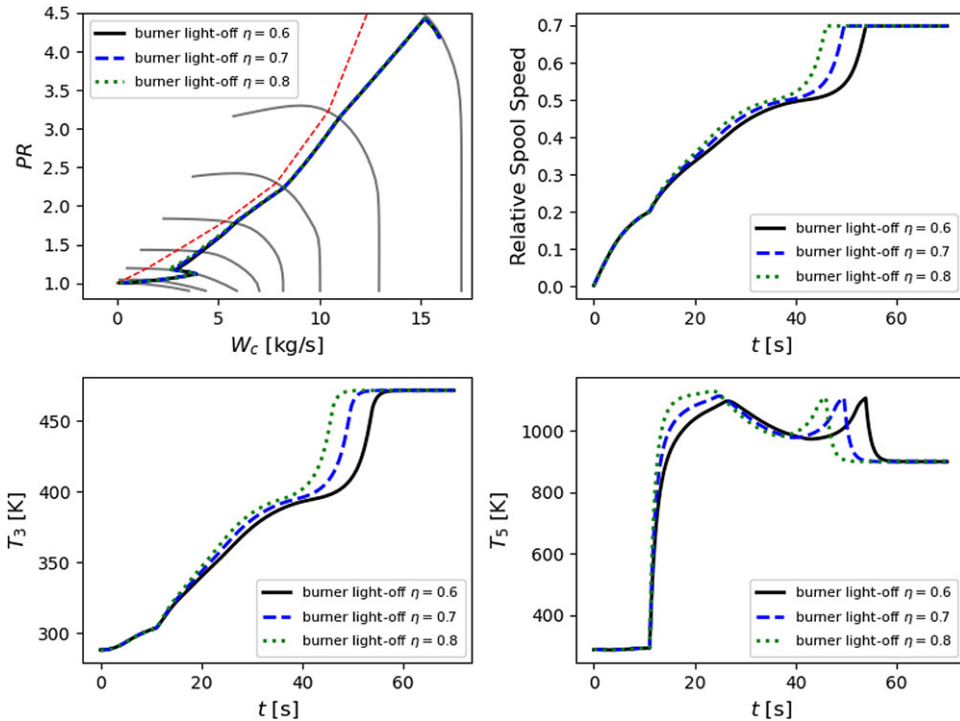 4.5
4.0
3.5
3.0
2.5
2.0
1.5
1.0
PR
burner light-off η = 0.6
burner light-off η = 0.7
burner light-off η = 0.8
0 5 10 15
W_c [kg/s]
0.7
0.6
0.5
0.4
0.3
0.2
0.1
0.0
Relative Spool Speed
burner light-off η = 0.6
burner light-off η = 0.7
burner light-off η = 0.8
0 20 40 60
t [s]
450
400
350
300
T_3 [K]
burner light-off η = 0.6
burner light-off η = 0.7
burner light-off η = 0.8
0 20 40 60
t [s]
1000
800
600
400
T_5 [K]
burner light-off η = 0.6
burner light-off η = 0.7
burner light-off η = 0.8
0 20 40 60
t [s]